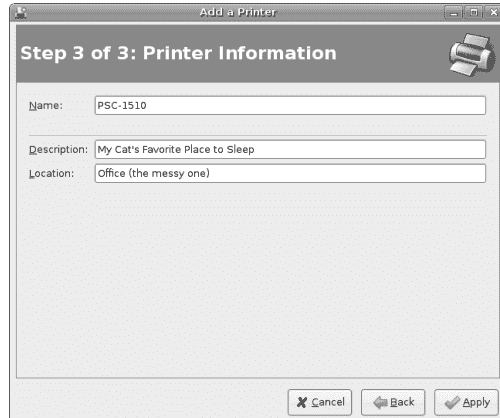 Add a Printer
Step 3 of 3: Printer Information
Name: PSC-1510
Description: My Cat's Favorite Place to Sleep
Location: Office (the messy one)
Cancel Back Apply